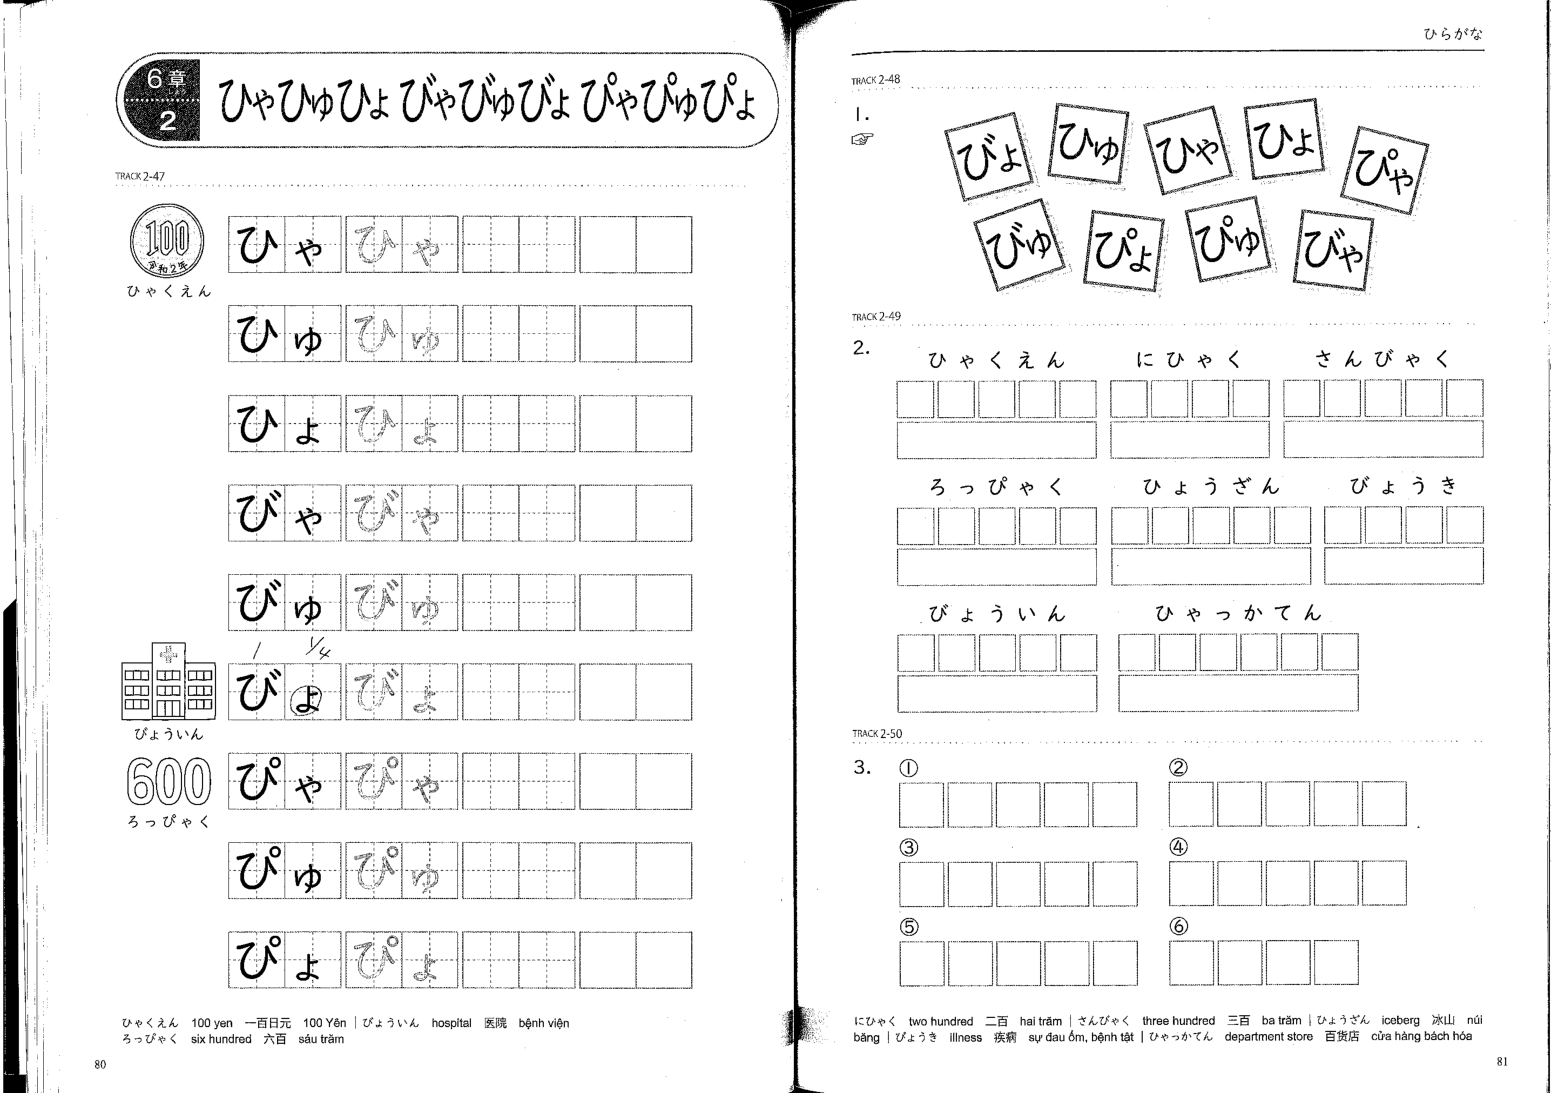 6章
2
ひゃひゅひょ びゃびゅびょ ぴゃぴゅぴょ
TRACK 2-47
100
令和2年
ひゃくえん
ひゃ ひゃ
ひゅ ひゅ
ひょ ひょ
びゃ びゃ
びゅ びゅ
1 1/4
びょ びょ
びょういん
ぴゃ ぴゃ
600
ろっぴゃく
ぴゅ ぴゅ
ぴょ ぴょ
ひゃくえん 100 yen 一百日元 100 Yên | びょういん hospital 医院 bệnh viện
ろっぴゃく six hundred 六百 sáu trăm
80
ひらがな
TRACK 2-48
1.
びょ ひゅ ひゃ ひょ ぴゃ
びゅ ぴょ ぴゅ びゃ
TRACK 2-49
2.
ひゃくえん にひゃく さんびゃく
ろっぴゃく ひょうざん びょうき
びょういん ひゃっかてん
TRACK 2-50
3.
① ②
③ ④
⑤ ⑥
にひゃく two hundred 二百 hai trăm | さんびゃく three hundred 三百 ba trăm | ひょうざん iceberg 冰山 núi
băng | びょうき illness 疾病 sự đau ốm, bệnh tật | ひゃっかてん department store 百货店 cửa hàng bách hóa
81